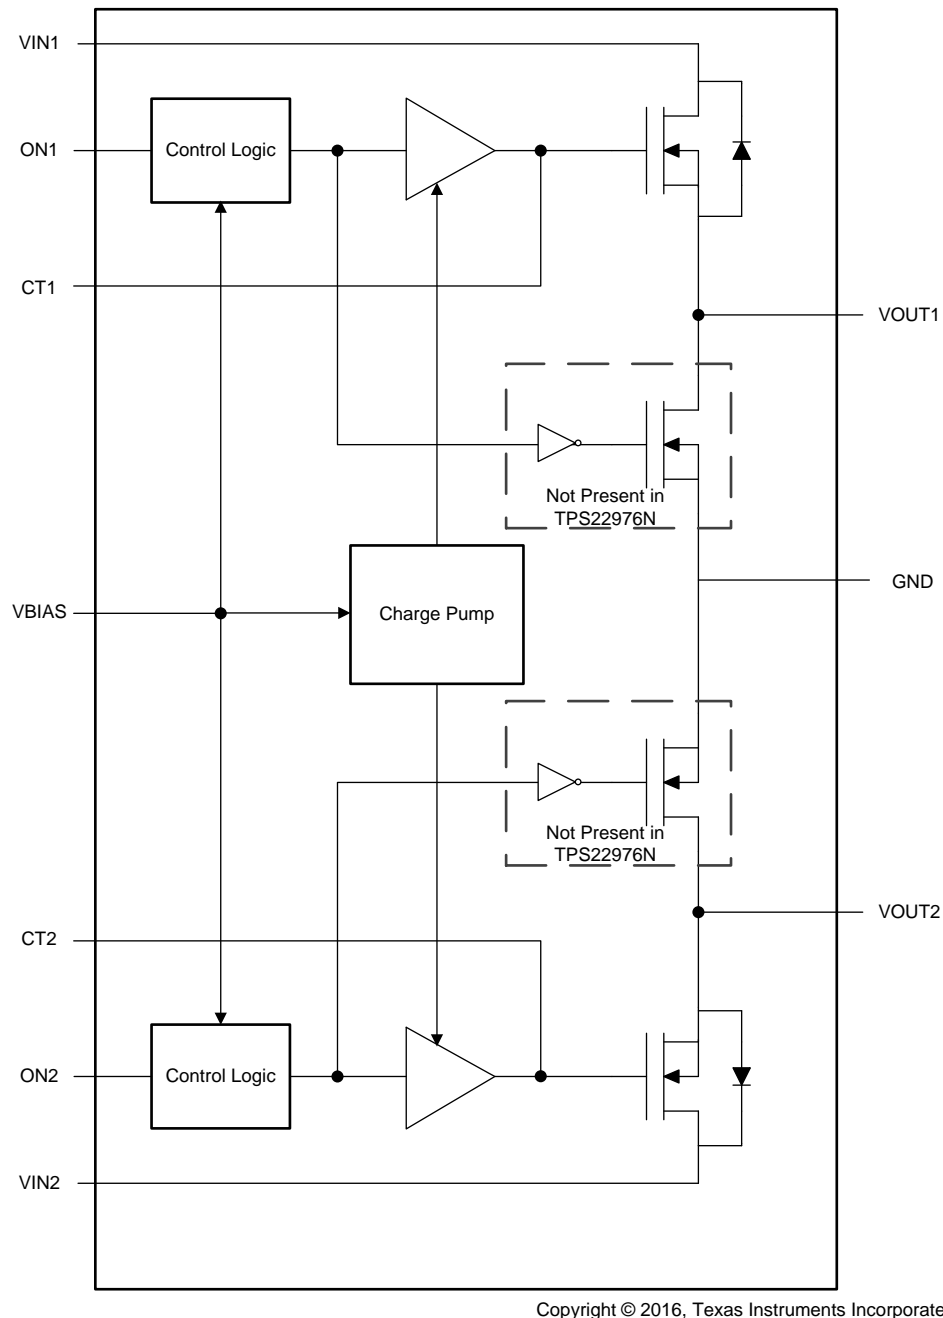 VIN1
ON1
Control Logic
CT1
VOUT1
Not Present in
TPS22976N
GND
VBIAS
Charge Pump
Not Present in
TPS22976N
VOUT2
CT2
ON2
Control Logic
VIN2
Copyright © 2016, Texas Instruments Incorporate